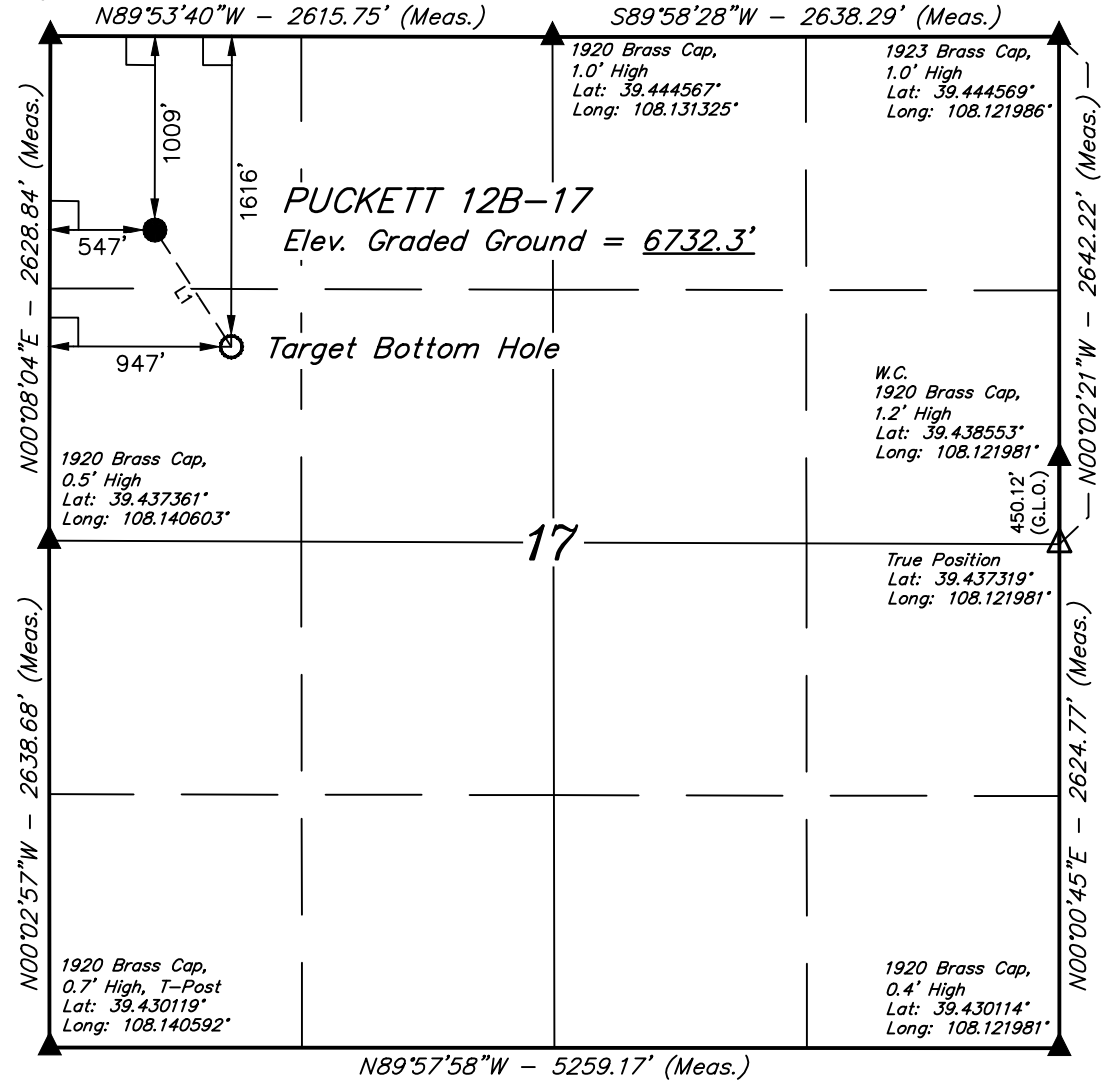 N89°53'40"W - 2615.75' (Meas.)
S89°58'28"W - 2638.29' (Meas.)
1920 Brass Cap,
1.0' High
Lat: 39.444567°
Long: 108.131325°
1923 Brass Cap,
1.0' High
Lat: 39.444569°
Long: 108.121986°
N00°08'04"E - 2628.84' (Meas.)
1009'
1616'
547'
PUCKETT 12B-17
Elev. Graded Ground = 6732.3'
L1
947'
Target Bottom Hole
N00°02'21"W - 2642.22' (Meas.)
W.C.
1920 Brass Cap,
1.2' High
Lat: 39.438553°
Long: 108.121981°
1920 Brass Cap,
0.5' High
Lat: 39.437361°
Long: 108.140603°
450.12'
(G.L.O.)
17
True Position
Lat: 39.437319°
Long: 108.121981°
N00°02'57"W - 2638.68' (Meas.)
N00°00'45"E - 2624.77' (Meas.)
1920 Brass Cap,
0.7' High, T-Post
Lat: 39.430119°
Long: 108.140592°
1920 Brass Cap,
0.4' High
Lat: 39.430114°
Long: 108.121981°
N89°57'58"W - 5259.17' (Meas.)